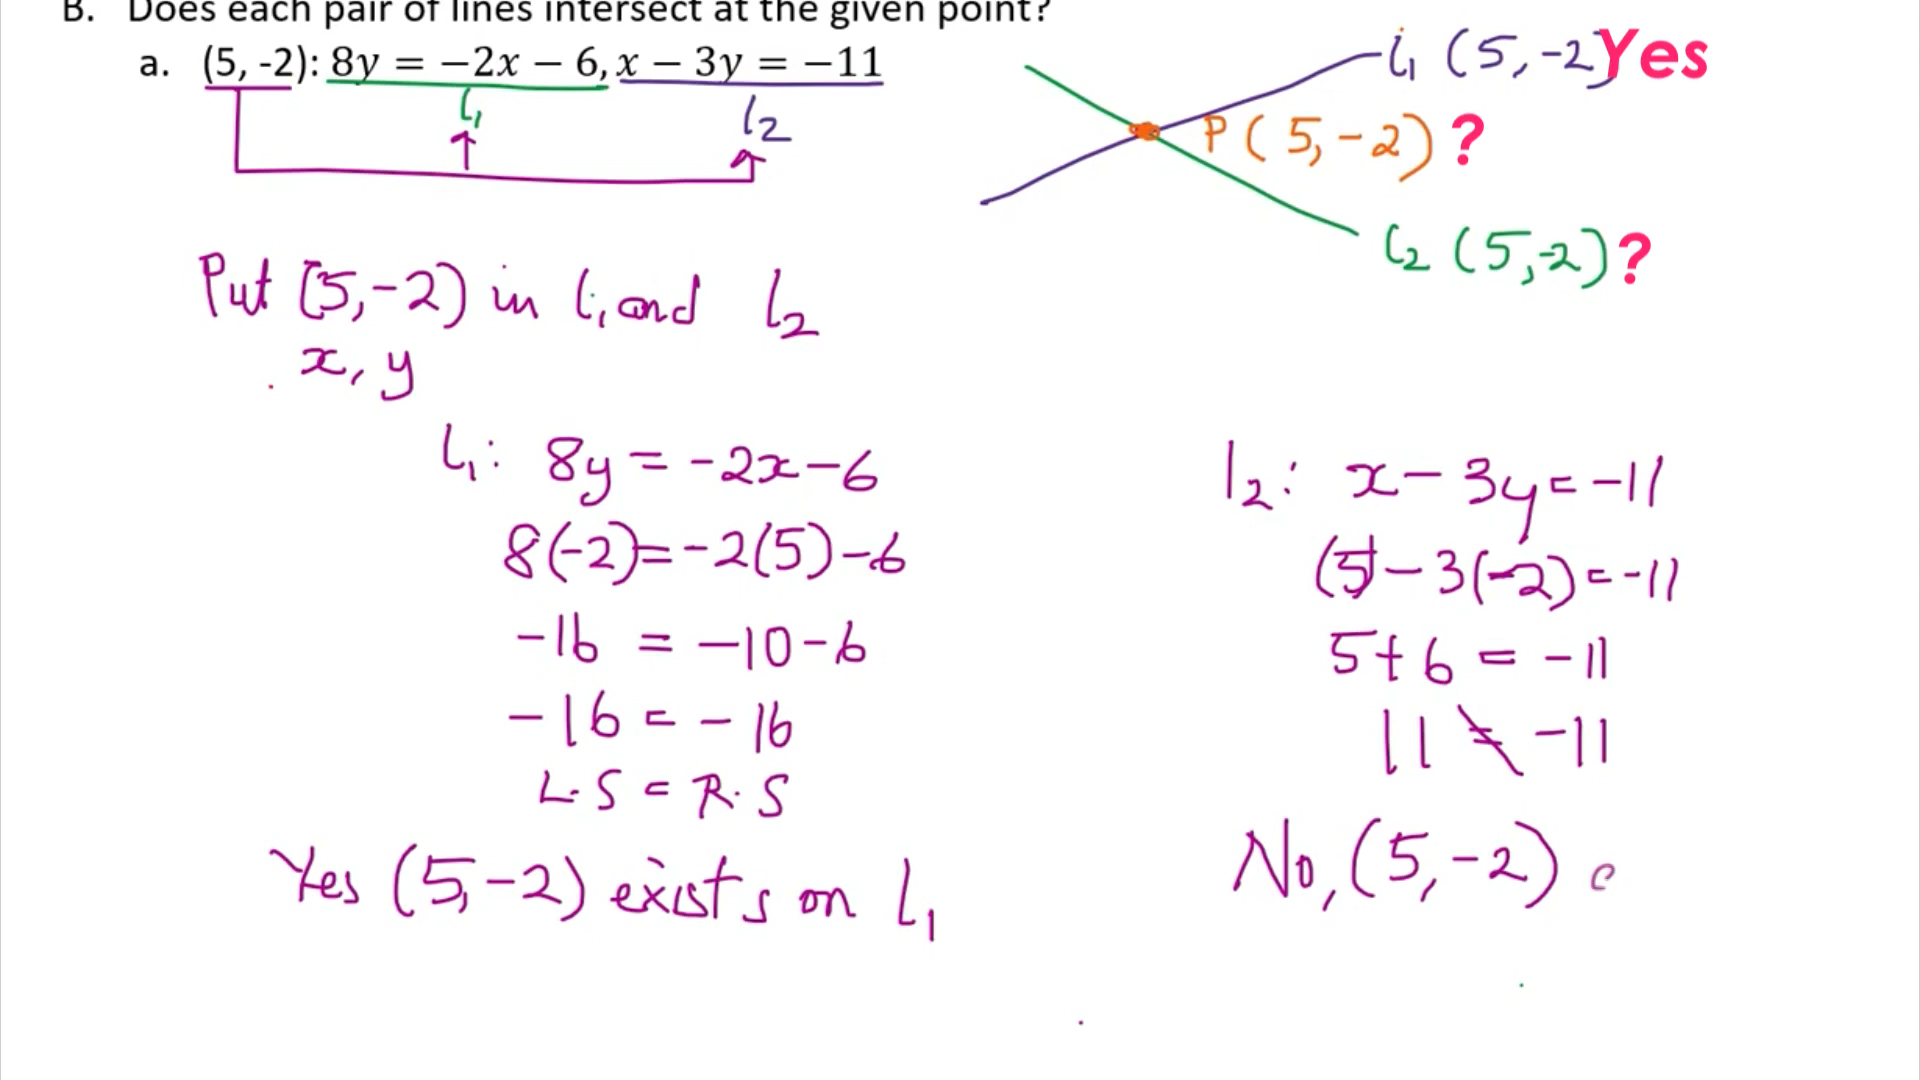 B. Does each pair of lines intersect at the given point?
a. (5, -2): 8y = −2x − 6, x − 3y = −11
l₁
l₂
l₁ (5, -2) Yes
P(5, -2) ?
l₂ (5, -2) ?
Put (5, -2) in l₁ and l₂
x, y
l₁: 8y = -2x - 6
8(-2) = -2(5) - 6
-16 = -10 - 6
-16 = -16
L.S = R.S
Yes (5, -2) exists on l₁
l₂: x - 3y = -11
(5) - 3(-2) = -11
5 + 6 = -11
11 ≠ -11
No, (5, -2) e